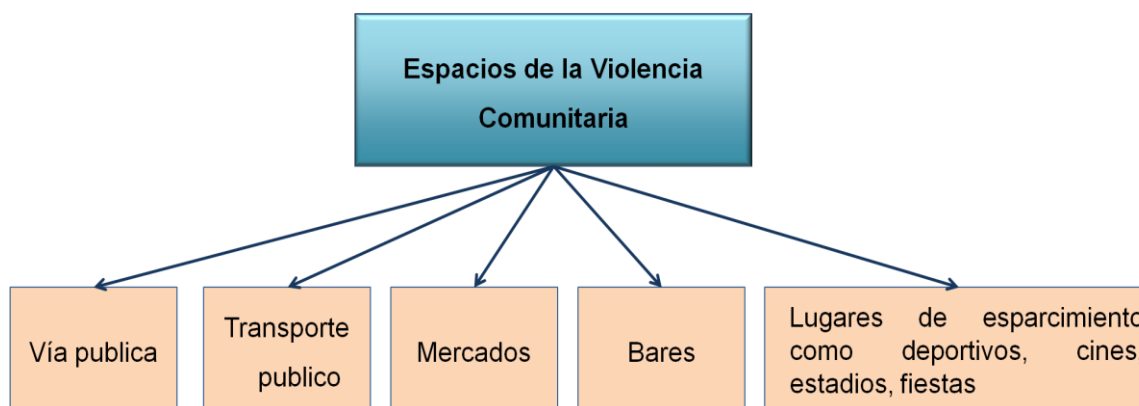 Espacios de la Violencia
Comunitaria
Vía publica
Transporte
publico
Mercados
Bares
Lugares de esparcimiento
como deportivos, cines
estadios, fiestas